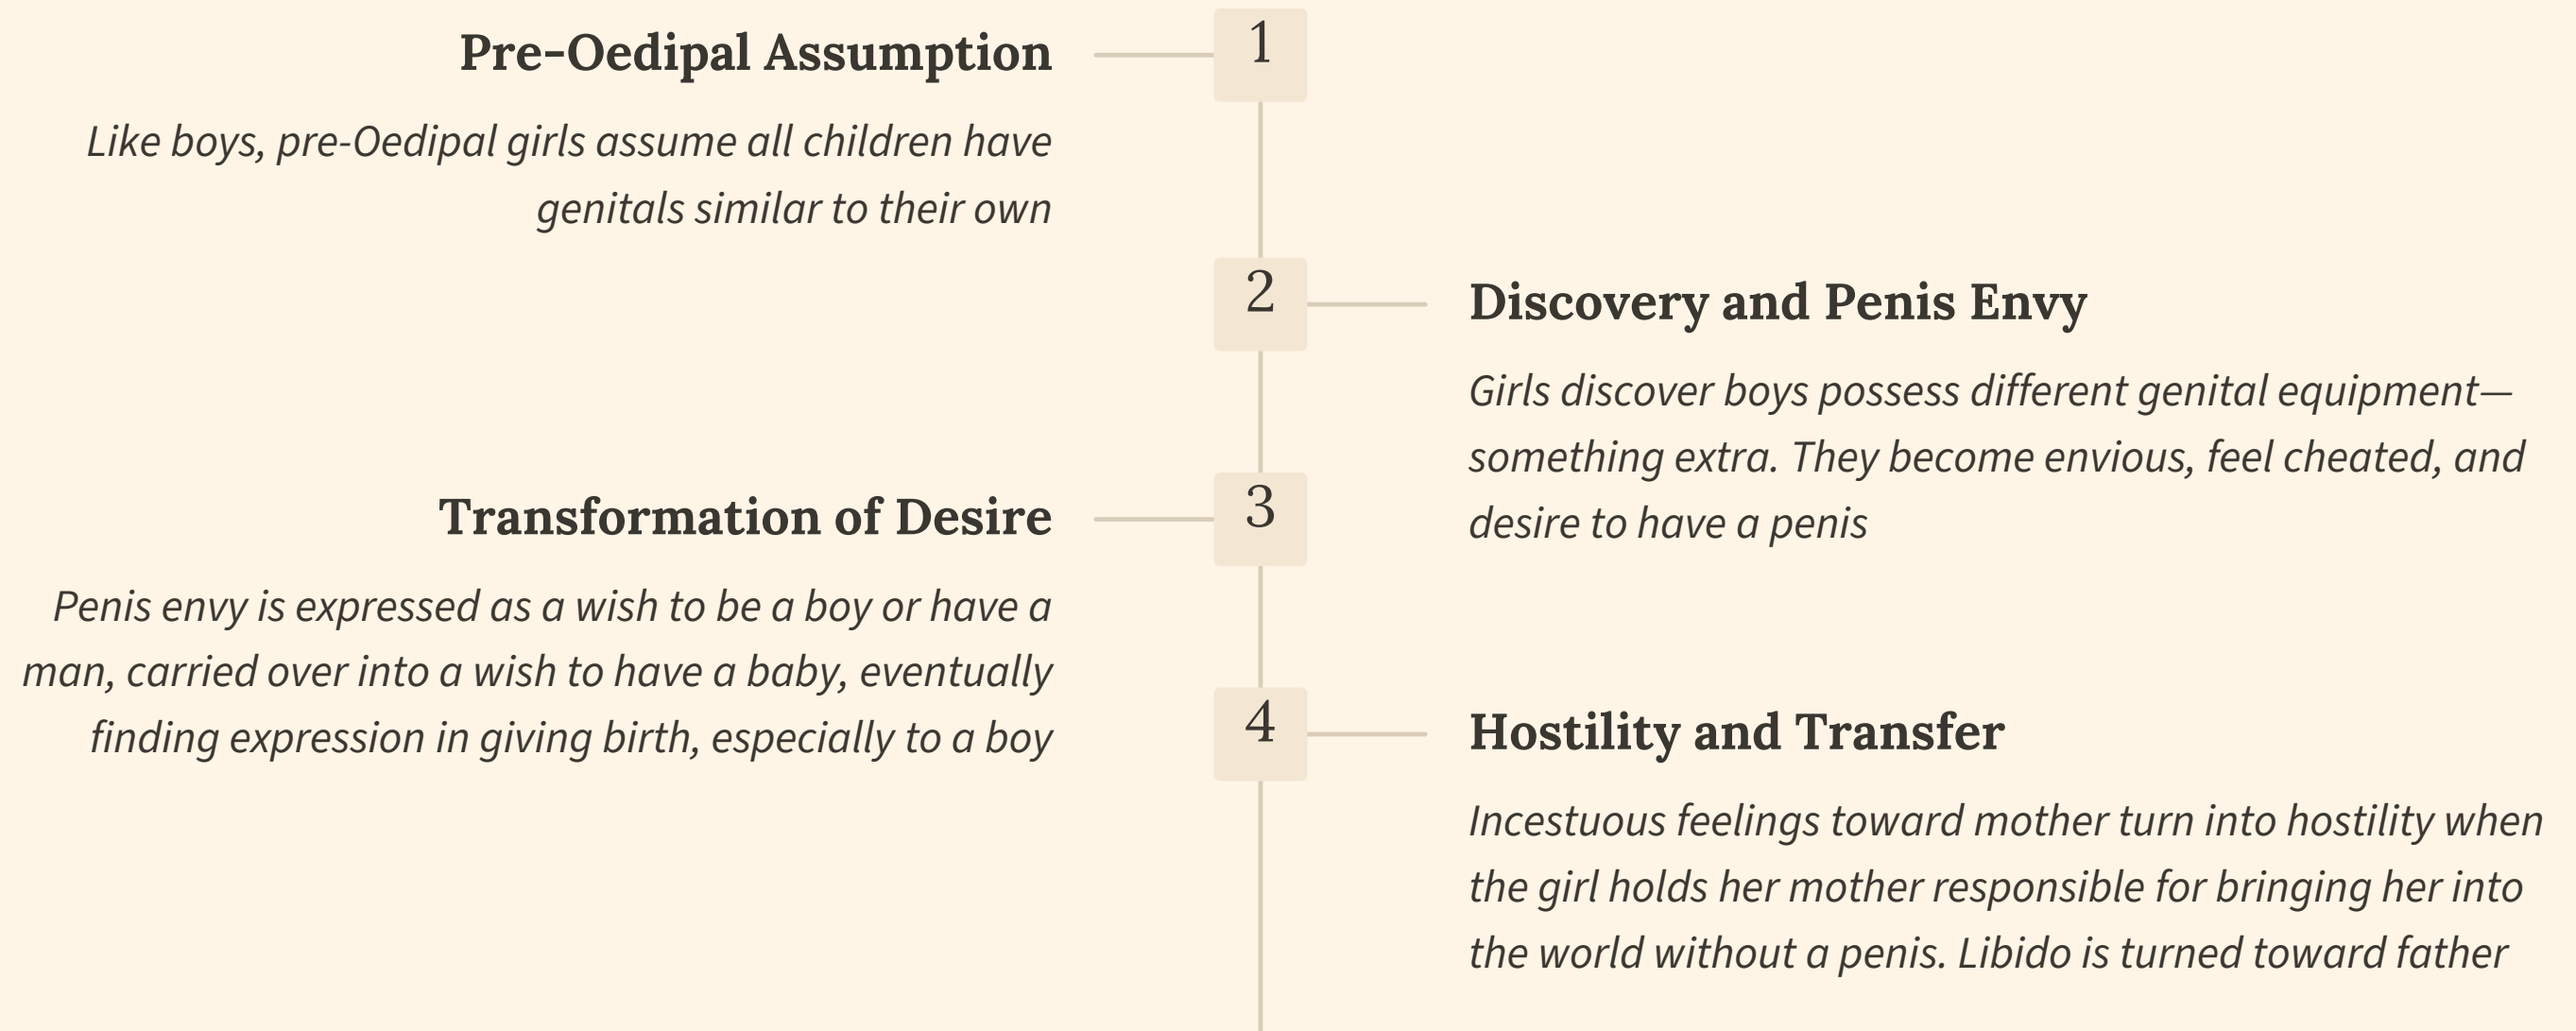 1
Pre-Oedipal Assumption
Like boys, pre-Oedipal girls assume all children have
genitals similar to their own
2
Discovery and Penis Envy
Girls discover boys possess different genital equipment—
something extra. They become envious, feel cheated, and
desire to have a penis
3
Transformation of Desire
Penis envy is expressed as a wish to be a boy or have a
man, carried over into a wish to have a baby, eventually
finding expression in giving birth, especially to a boy
4
Hostility and Transfer
Incestuous feelings toward mother turn into hostility when
the girl holds her mother responsible for bringing her into
the world without a penis. Libido is turned toward father